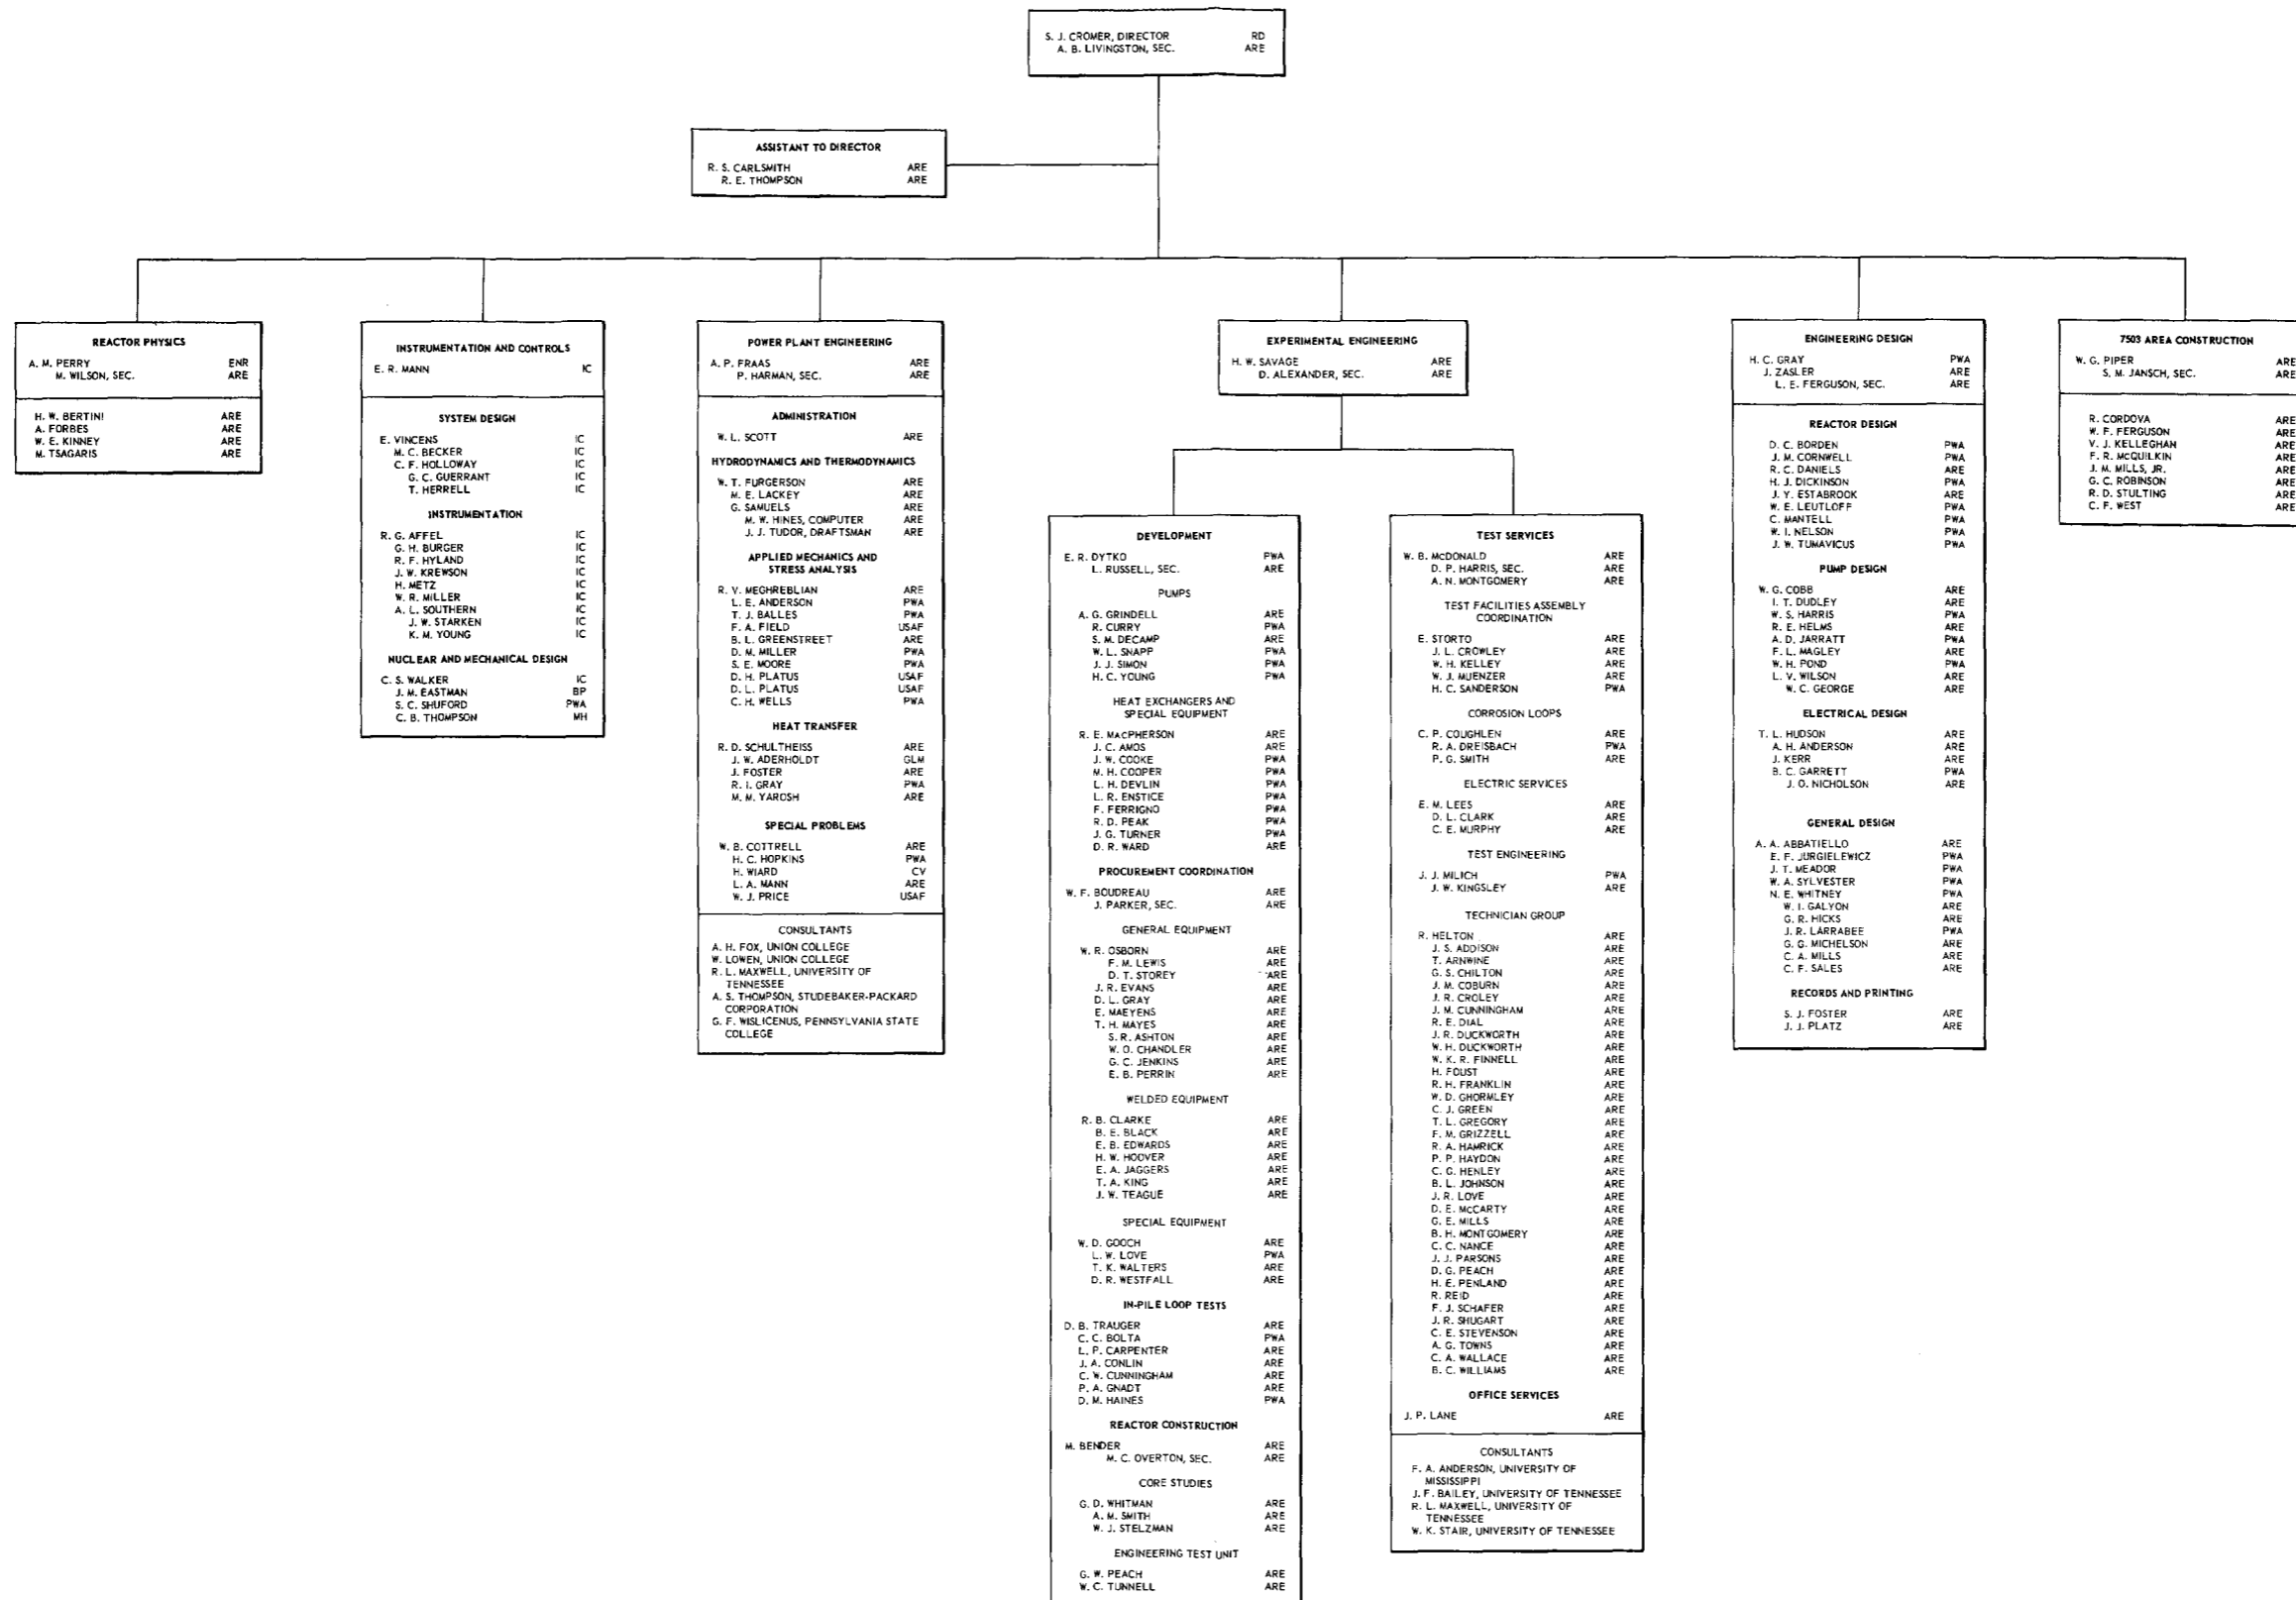 S. J. CROMER, DIRECTOR RD
A. B. LIVINGSTON, SEC. ARE
ASSISTANT TO DIRECTOR
R. S. CARLSMITH ARE
R. E. THOMPSON ARE
REACTOR PHYSICS
A. M. PERRY ENR
M. WILSON, SEC. ARE
H. W. BERTINI ARE
A. FORBES ARE
W. E. KINNEY ARE
M. TSAGARIS ARE
INSTRUMENTATION AND CONTROLS
E. R. MANN IC
SYSTEM DESIGN
E. VINCENS IC
M. C. BECKER IC
C. F. HOLLOWAY IC
G. C. GUERRANT IC
T. HERRELL IC
INSTRUMENTATION
R. G. AFFEL IC
G. H. BURGER IC
R. F. HYLAND IC
J. W. KREWSON IC
H. METZ IC
W. R. MILLER IC
A. L. SOUTHERN IC
J. W. STARKEN IC
K. M. YOUNG IC
NUCLEAR AND MECHANICAL DESIGN
C. S. WALKER IC
J. M. EASTMAN BP
S. C. SHUFORD PWA
C. B. THOMPSON MH
POWER PLANT ENGINEERING
A. P. FRAAS ARE
P. HARMAN, SEC. ARE
ADMINISTRATION
W. L. SCOTT ARE
HYDRODYNAMICS AND THERMODYNAMICS
W. T. FURGERSON ARE
M. E. LACKEY ARE
G. SAMUELS ARE
M. W. HINES, COMPUTER ARE
J. J. TUDOR, DRAFTSMAN ARE
APPLIED MECHANICS AND
STRESS ANALYSIS
R. V. MEGHREBLIAN ARE
L. E. ANDERSON PWA
T. J. BALLES PWA
F. A. FIELD USAF
B. L. GREENSTREET ARE
D. M. MILLER PWA
S. E. MOORE PWA
D. H. PLATUS USAF
D. L. PLATUS USAF
C. H. WELLS PWA
HEAT TRANSFER
R. D. SCHULTHEISS ARE
J. W. ADERHOLDT GLM
J. FOSTER ARE
R. I. GRAY PWA
M. M. YAROSH ARE
SPECIAL PROBLEMS
W. B. COTTRELL ARE
H. C. HOPKINS PWA
H. WIARD CV
L. A. MANN ARE
W. J. PRICE USAF
CONSULTANTS
A. H. FOX, UNION COLLEGE
W. LOWEN, UNION COLLEGE
R. L. MAXWELL, UNIVERSITY OF
TENNESSEE
A. S. THOMPSON, STUDEBAKER-PACKARD
CORPORATION
G. F. WISLICENUS, PENNSYLVANIA STATE
COLLEGE
EXPERIMENTAL ENGINEERING
H. W. SAVAGE ARE
D. ALEXANDER, SEC. ARE
DEVELOPMENT
E. R. DYTKO PWA
L. RUSSELL, SEC. ARE
PUMPS
A. G. GRINDELL ARE
R. CURRY PWA
S. M. DECAMP ARE
W. L. SNAPP PWA
J. J. SIMON PWA
H. C. YOUNG PWA
HEAT EXCHANGERS AND
SPECIAL EQUIPMENT
R. E. MACPHERSON ARE
J. C. AMOS ARE
J. W. COOKE PWA
M. H. COOPER PWA
L. H. DEVLIN PWA
L. R. ENSTICE PWA
F. FERRIGNO PWA
R. D. PEAK PWA
J. G. TURNER PWA
D. R. WARD ARE
PROCUREMENT COORDINATION
W. F. BOUDREAU ARE
J. PARKER, SEC. ARE
GENERAL EQUIPMENT
W. R. OSBORN ARE
F. M. LEWIS ARE
D. T. STOREY ARE
J. R. EVANS ARE
D. L. GRAY ARE
E. MAEYENS ARE
T. H. MAYES ARE
S. R. ASHTON ARE
W. O. CHANDLER ARE
G. C. JENKINS ARE
E. B. PERRIN ARE
WELDED EQUIPMENT
R. B. CLARKE ARE
B. E. BLACK ARE
E. B. EDWARDS ARE
H. W. HOOVER ARE
E. A. JAGGERS ARE
T. A. KING ARE
J. W. TEAGUE ARE
SPECIAL EQUIPMENT
W. D. GOOCH ARE
L. W. LOVE PWA
T. K. WALTERS ARE
D. R. WESTFALL ARE
IN-PILE LOOP TESTS
D. B. TRAUGER ARE
C. C. BOLTA PWA
L. P. CARPENTER ARE
J. A. CONLIN ARE
C. W. CUNNINGHAM ARE
P. A. GNADT ARE
D. M. HAINES PWA
REACTOR CONSTRUCTION
M. BENDER ARE
M. C. OVERTON, SEC. ARE
CORE STUDIES
G. D. WHITMAN ARE
A. M. SMITH ARE
W. J. STELZMAN ARE
ENGINEERING TEST UNIT
G. W. PEACH ARE
W. C. TUNNELL ARE
TEST SERVICES
W. B. McDONALD ARE
D. P. HARRIS, SEC. ARE
A. N. MONTGOMERY ARE
TEST FACILITIES ASSEMBLY
COORDINATION
E. STORTO ARE
J. L. CROWLEY ARE
W. H. KELLEY ARE
W. J. MUENZER ARE
H. C. SANDERSON PWA
CORROSION LOOPS
C. P. COUGHLEN ARE
R. A. DREISBACH PWA
P. G. SMITH ARE
ELECTRIC SERVICES
E. M. LEES ARE
D. L. CLARK ARE
C. E. MURPHY ARE
TEST ENGINEERING
J. J. MILICH PWA
J. W. KINGSLEY ARE
TECHNICIAN GROUP
R. HELTON ARE
J. S. ADDISON ARE
T. ARNWINE ARE
G. S. CHILTON ARE
J. M. COBURN ARE
J. R. CROLEY ARE
J. M. CUNNINGHAM ARE
R. E. DIAL ARE
J. R. DUCKWORTH ARE
W. H. DUCKWORTH ARE
W. K. R. FINNELL ARE
H. FOUST ARE
R. H. FRANKLIN ARE
W. D. GHORMLEY ARE
C. J. GREEN ARE
T. L. GREGORY ARE
F. M. GRIZZELL ARE
R. A. HAMRICK ARE
P. P. HAYDON ARE
C. G. HENLEY ARE
B. L. JOHNSON ARE
J. R. LOVE ARE
D. E. McCARTY ARE
G. E. MILLS ARE
B. H. MONTGOMERY ARE
C. C. NANCE ARE
J. J. PARSONS ARE
D. G. PEACH ARE
H. E. PENLAND ARE
R. REID ARE
F. J. SCHAFER ARE
J. R. SHUGART ARE
C. E. STEVENSON ARE
A. G. TOWNS ARE
C. A. WALLACE ARE
B. C. WILLIAMS ARE
OFFICE SERVICES
J. P. LANE ARE
CONSULTANTS
F. A. ANDERSON, UNIVERSITY OF
MISSISSIPPI
J. F. BAILEY, UNIVERSITY OF TENNESSEE
R. L. MAXWELL, UNIVERSITY OF
TENNESSEE
W. K. STAIR, UNIVERSITY OF TENNESSEE
ENGINEERING DESIGN
H. C. GRAY PWA
J. ZASLER ARE
L. E. FERGUSON, SEC. ARE
REACTOR DESIGN
D. C. BORDEN PWA
J. M. CORNWELL PWA
R. C. DANIELS ARE
H. J. DICKINSON PWA
J. Y. ESTABROOK ARE
W. E. LEUTLOFF PWA
C. MANTELL PWA
W. I. NELSON PWA
J. W. TUMAVICUS PWA
PUMP DESIGN
W. G. COBB ARE
I. T. DUDLEY ARE
W. S. HARRIS PWA
R. E. HELMS ARE
A. D. JARRATT PWA
F. L. MAGLEY ARE
W. H. POND PWA
L. V. WILSON ARE
W. C. GEORGE ARE
ELECTRICAL DESIGN
T. L. HUDSON ARE
A. H. ANDERSON ARE
J. KERR ARE
B. C. GARRETT PWA
J. O. NICHOLSON ARE
GENERAL DESIGN
A. A. ABBATIELLO ARE
E. F. JURGIELEWICZ PWA
J. T. MEADOR PWA
W. A. SYLVESTER PWA
N. E. WHITNEY PWA
W. I. GALYON ARE
G. R. HICKS ARE
J. R. LARRABEE PWA
G. G. MICHELSON ARE
C. A. MILLS ARE
C. F. SALES ARE
RECORDS AND PRINTING
S. J. FOSTER ARE
J. J. PLATZ ARE
7503 AREA CONSTRUCTION
W. G. PIPER ARE
S. M. JANSCH, SEC. ARE
R. CORDOVA ARE
W. F. FERGUSON ARE
V. J. KELLEGHAN ARE
F. R. McQUILKIN ARE
J. M. MILLS, JR. ARE
G. C. ROBINSON ARE
R. D. STULTING ARE
C. F. WEST ARE